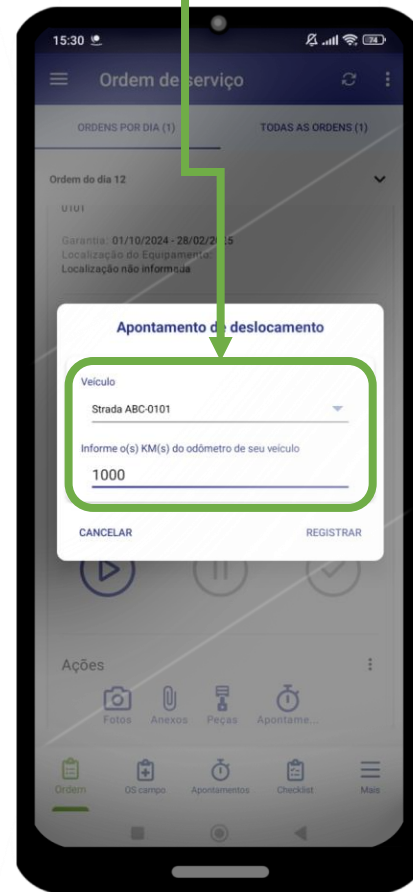 15:30
74
Ordem de serviço
ORDENS POR DIA (1)
TODAS AS ORDENS (1)
Ordem do dia 12
0101
Garantia: 01/10/2024 - 28/02/2025
Localização do Equipamento:
Localização não informada
Apontamento de deslocamento
Veículo
Strada ABC-0101
Informe o(s) KM(s) do odômetro de seu veículo
1000
CANCELAR
REGISTRAR
Ações
Fotos
Anexos
Peças
Apontame...
Ordem
OS campo
Apontamentos
Checklist
Mais